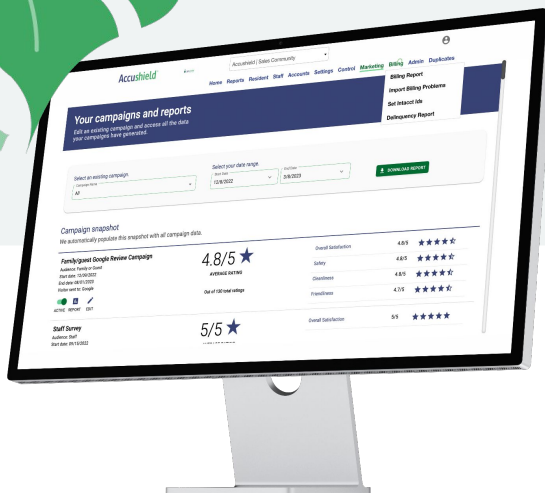 Accushield
Accushield | Sales Community
Home Reports Resident Staff Accounts Settings Control Marketing Billing Admin Duplicates
Billing Report
Import Billing Problems
Set Intacct Ids
Delinquency Report
Your campaigns and reports
Edit an existing campaign and access all the data
your campaigns have generated.
Select an existing campaign.
Campaign Name
All
Select your date range.
Start Date
12/8/2022
End Date
3/8/2023
DOWNLOAD REPORT
Campaign snapshot
We automatically populate this snapshot with all campaign data.
Family/guest Google Review Campaign
Audience: Family or Guest
Start date: 12/09/2022
End date: 08/01/2023
Visitor sent to: Google
ACTIVE REPORT EDIT
4.8/5
AVERAGE RATING
Out of 130 total ratings
Overall Satisfaction 4.8/5
Safety 4.8/5
Cleanliness 4.8/5
Friendliness 4.7/5
Staff Survey
Audience: Staff
Start date: 09/15/2022
5/5
Overall Satisfaction 5/5